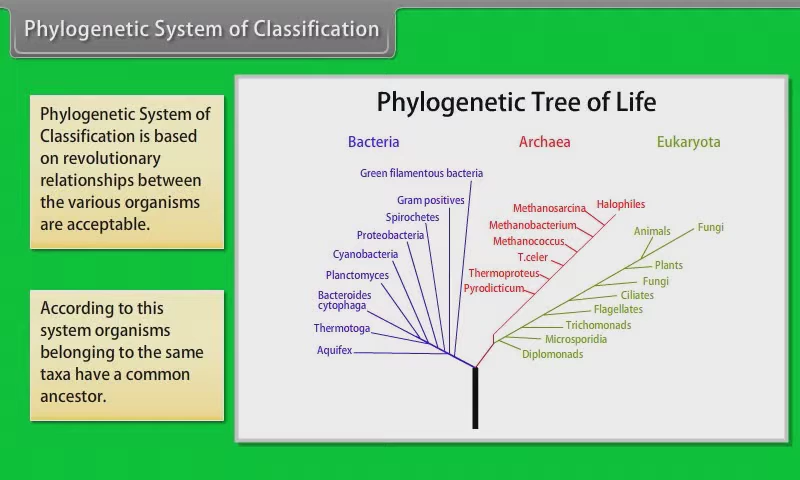 Phylogenetic System of Classification
Phylogenetic System of
Classification is based
on revolutionary
relationships between
the various organisms
are acceptable.
According to this
system organisms
belonging to the same
taxa have a common
ancestor.
Phylogenetic Tree of Life
Bacteria
Archaea
Eukaryota
Green filamentous bacteria
Gram positives
Spirochetes
Proteobacteria
Cyanobacteria
Planctomyces
Bacteroides
cytophaga
Thermotoga
Aquifex
Halophiles
Methanosarcina
Methanobacterium
Methanococcus
T.celer
Thermoproteus
Pyrodicticum
Animals
Fungi
Plants
Fungi
Ciliates
Flagellates
Trichomonads
Microsporidia
Diplomonads